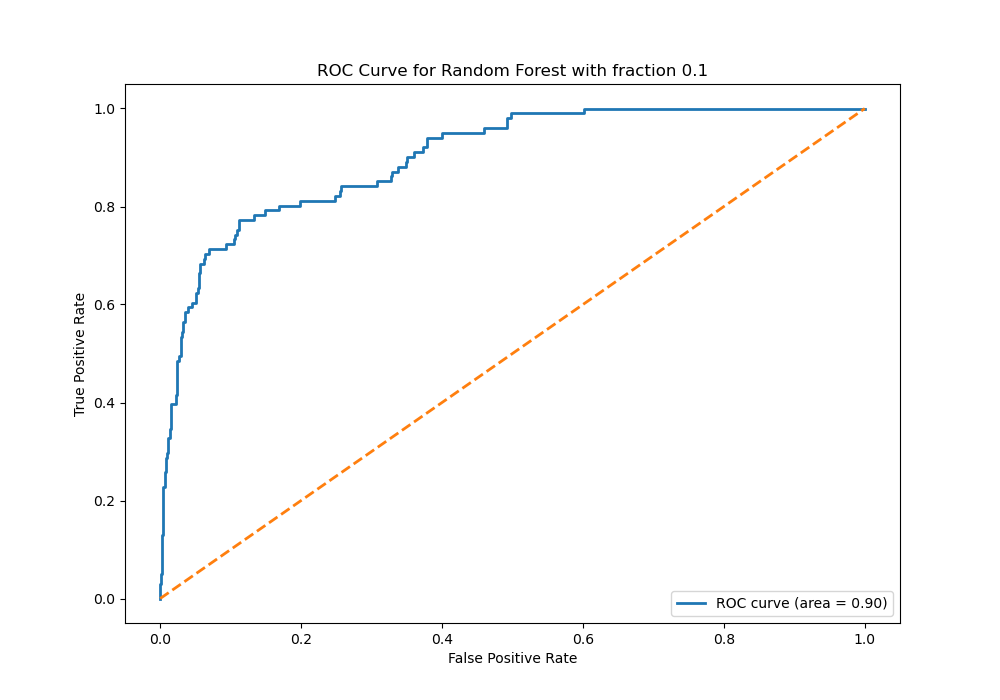 ROC Curve for Random Forest with fraction 0.1
True Positive Rate
1.0
0.8
0.6
0.4
0.2
0.0
0.0 0.2 0.4 0.6 0.8 1.0
False Positive Rate
ROC curve (area = 0.90)